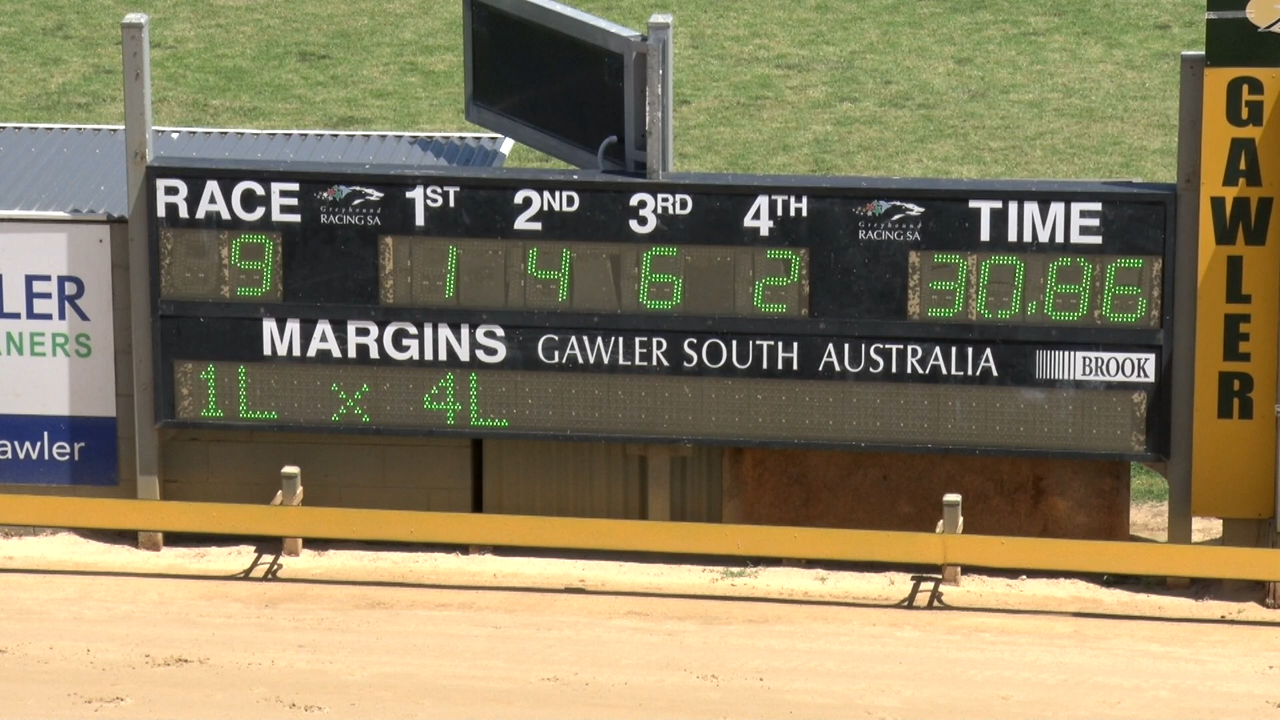 RACE Greyhound RACING SA 1ST 2ND 3RD 4TH Greyhound RACING SA TIME
9 1 4 6 2 30.86
MARGINS GAWLER SOUTH AUSTRALIA BROOK
1L x 4L
GAWLER
LER
NERS
awler